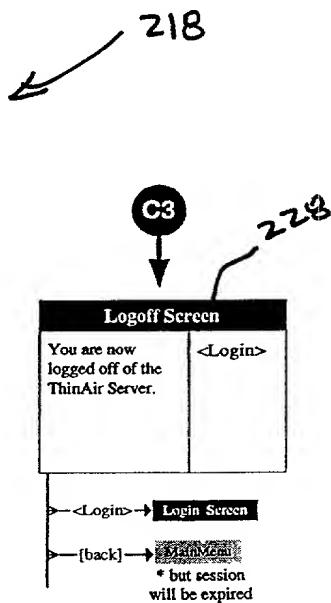 218
C3
228
Logoff Screen
You are now <Login>
logged off of the
ThinAir Server.
<Login> Login Screen
[back] MainMenu
* but session
will be expired